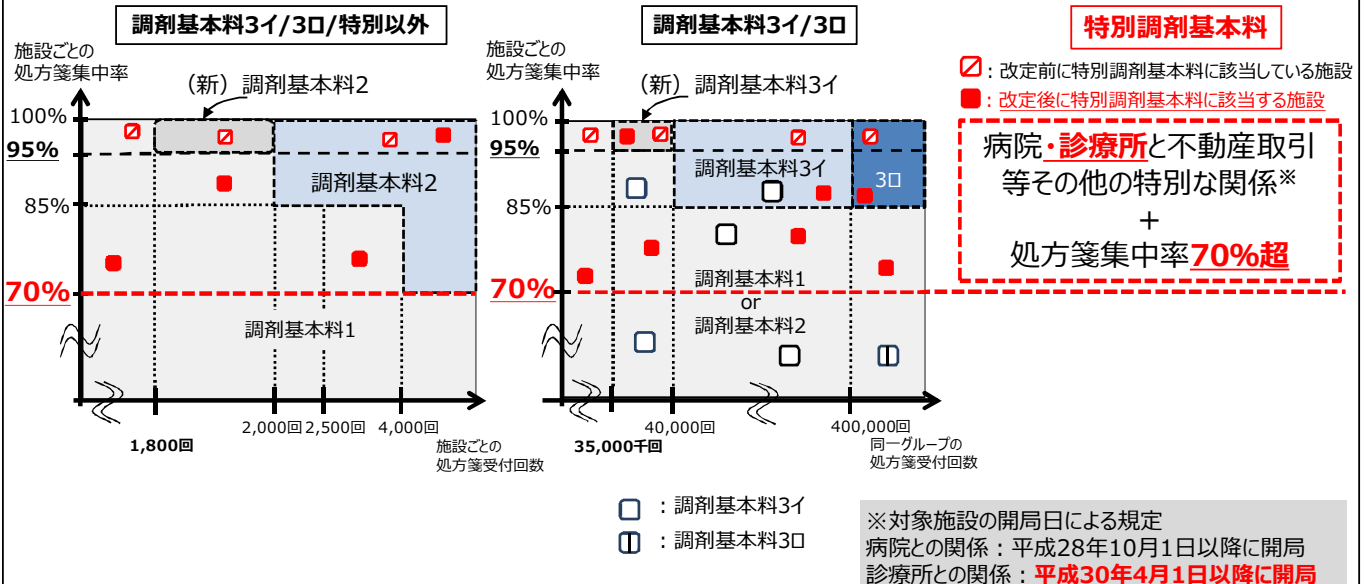 調剤基本料3イ/3ロ/特別以外
施設ごとの
処方箋集中率
（新）調剤基本料2
100%
95%
85%
70%
調剤基本料2
調剤基本料1
1,800回
2,000回
2,500回
4,000回
施設ごとの
処方箋受付回数
調剤基本料3イ/3ロ
施設ごとの
処方箋集中率
（新）調剤基本料3イ
100%
95%
85%
70%
調剤基本料3イ
3ロ
調剤基本料1
or
調剤基本料2
35,000千回
40,000回
400,000回
同一グループの
処方箋受付回数
：調剤基本料3イ
：調剤基本料3ロ
特別調剤基本料
：改定前に特別調剤基本料に該当している施設
：改定後に特別調剤基本料に該当する施設
病院・診療所と不動産取引
等その他の特別な関係※
+
処方箋集中率70%超
※対象施設の開局日による規定
病院との関係：平成28年10月1日以降に開局
診療所との関係：平成30年4月1日以降に開局